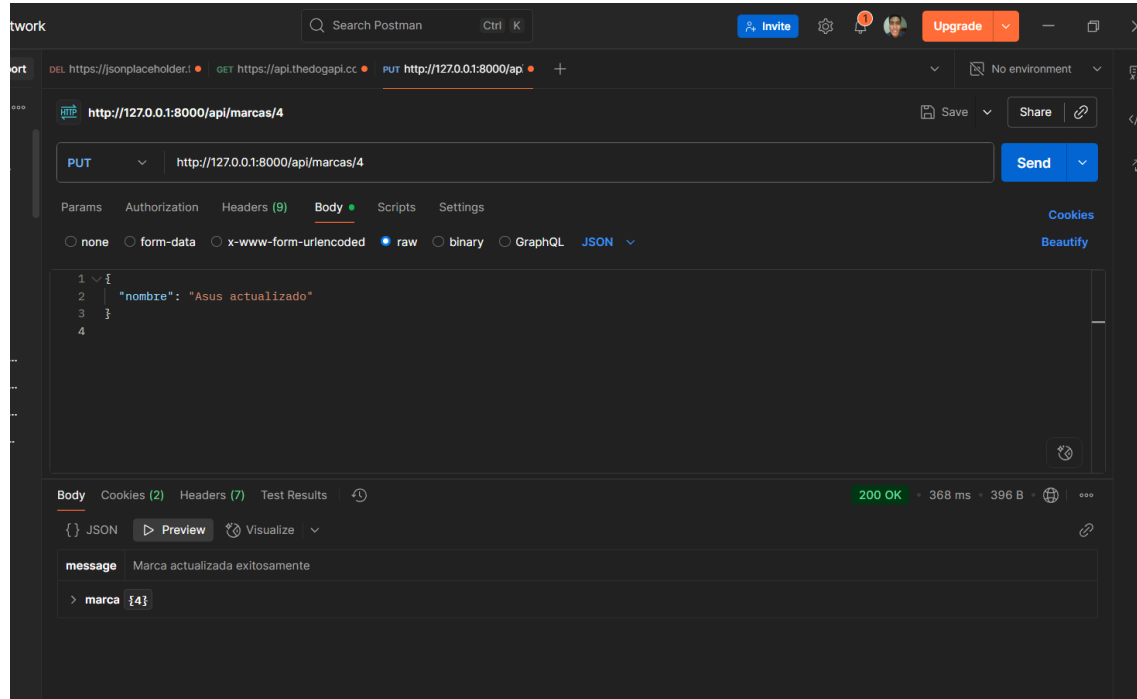 twork
Search Postman Ctrl K
Invite
1
Upgrade
ort
DEL https://jsonplaceholder.t
GET https://api.thedogapi.cc
PUT http://127.0.0.1:8000/ap
No environment
HTTP http://127.0.0.1:8000/api/marcas/4
Save
Share
PUT
http://127.0.0.1:8000/api/marcas/4
Send
Params Authorization Headers (9) Body Scripts Settings
Cookies
none form-data x-www-form-urlencoded raw binary GraphQL JSON
Beautify
1 {
2 "nombre": "Asus actualizado"
3 }
4
Body Cookies (2) Headers (7) Test Results
200 OK • 368 ms • 396 B
{} JSON Preview Visualize
message Marca actualizada exitosamente
> marca {4}